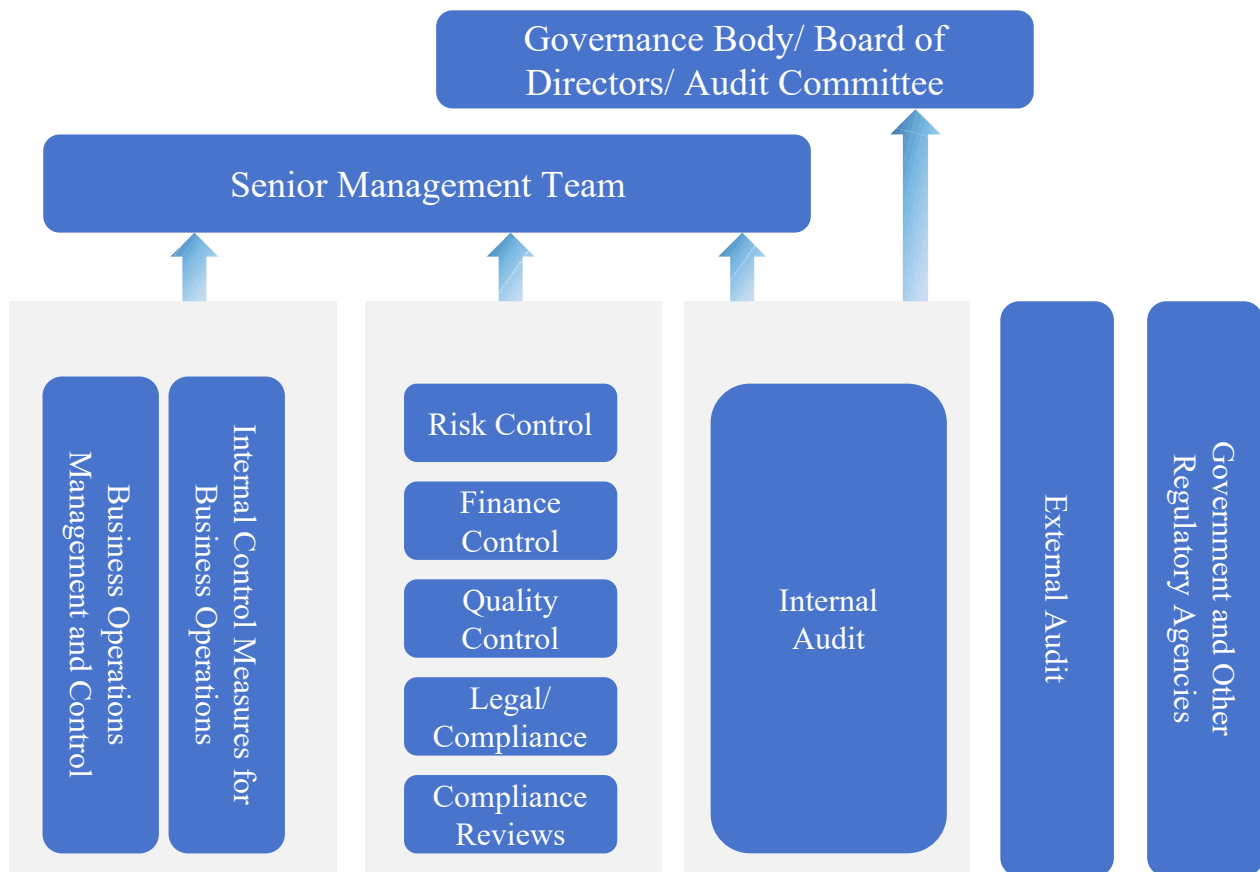 Governance Body/ Board of
Directors/ Audit Committee
Senior Management Team
Business Operations
Management and Control
Internal Control Measures for
Business Operations
Risk Control
Finance
Control
Quality
Control
Legal/
Compliance
Compliance
Reviews
Internal
Audit
External Audit
Government and Other
Regulatory Agencies